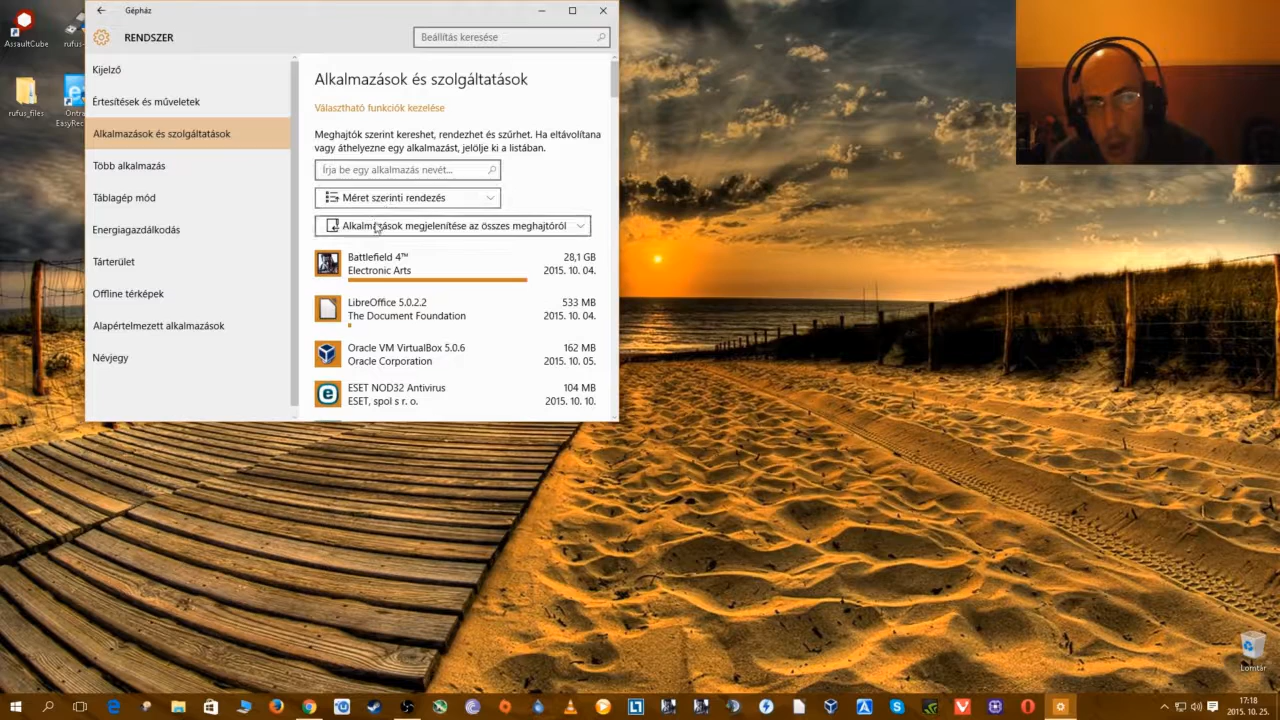 Gépház
RENDSZER
Beállítás keresése
Kijelző
Értesítések és műveletek
Alkalmazások és szolgáltatások
Több alkalmazás
Táblagép mód
Energiagazdálkodás
Tárterület
Offline térképek
Alapértelmezett alkalmazások
Névjegy
Alkalmazások és szolgáltatások
Választható funkciók kezelése
Meghajtók szerint kereshet, rendezhet és szűrhet. Ha eltávolítana
vagy áthelyezne egy alkalmazást, jelölje ki a listában.
Írja be egy alkalmazás nevét...
Méret szerinti rendezés
Alkalmazások megjelenítése az összes meghajtóról
Battlefield 4™ 28,1 GB
Electronic Arts 2015. 10. 04.
LibreOffice 5.0.2.2 533 MB
The Document Foundation 2015. 10. 04.
Oracle VM VirtualBox 5.0.6 162 MB
Oracle Corporation 2015. 10. 05.
ESET NOD32 Antivirus 104 MB
ESET, spol s r. o. 2015. 10. 10.
AssaultCube
rufus_files
Lomtár
17:18
2015. 10. 25.